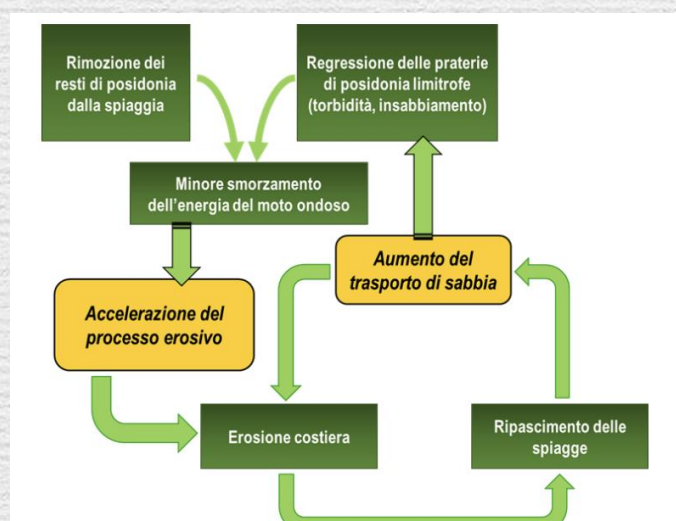 Rimozione dei
resti di posidonia
dalla spiaggia
Regressione delle praterie
di posidonia limitrofe
(torbidità, insabbiamento)
Minore smorzamento
dell'energia del moto ondoso
Aumento del
trasporto di sabbia
Accelerazione del
processo erosivo
Erosione costiera
Ripascimento delle
spiagge